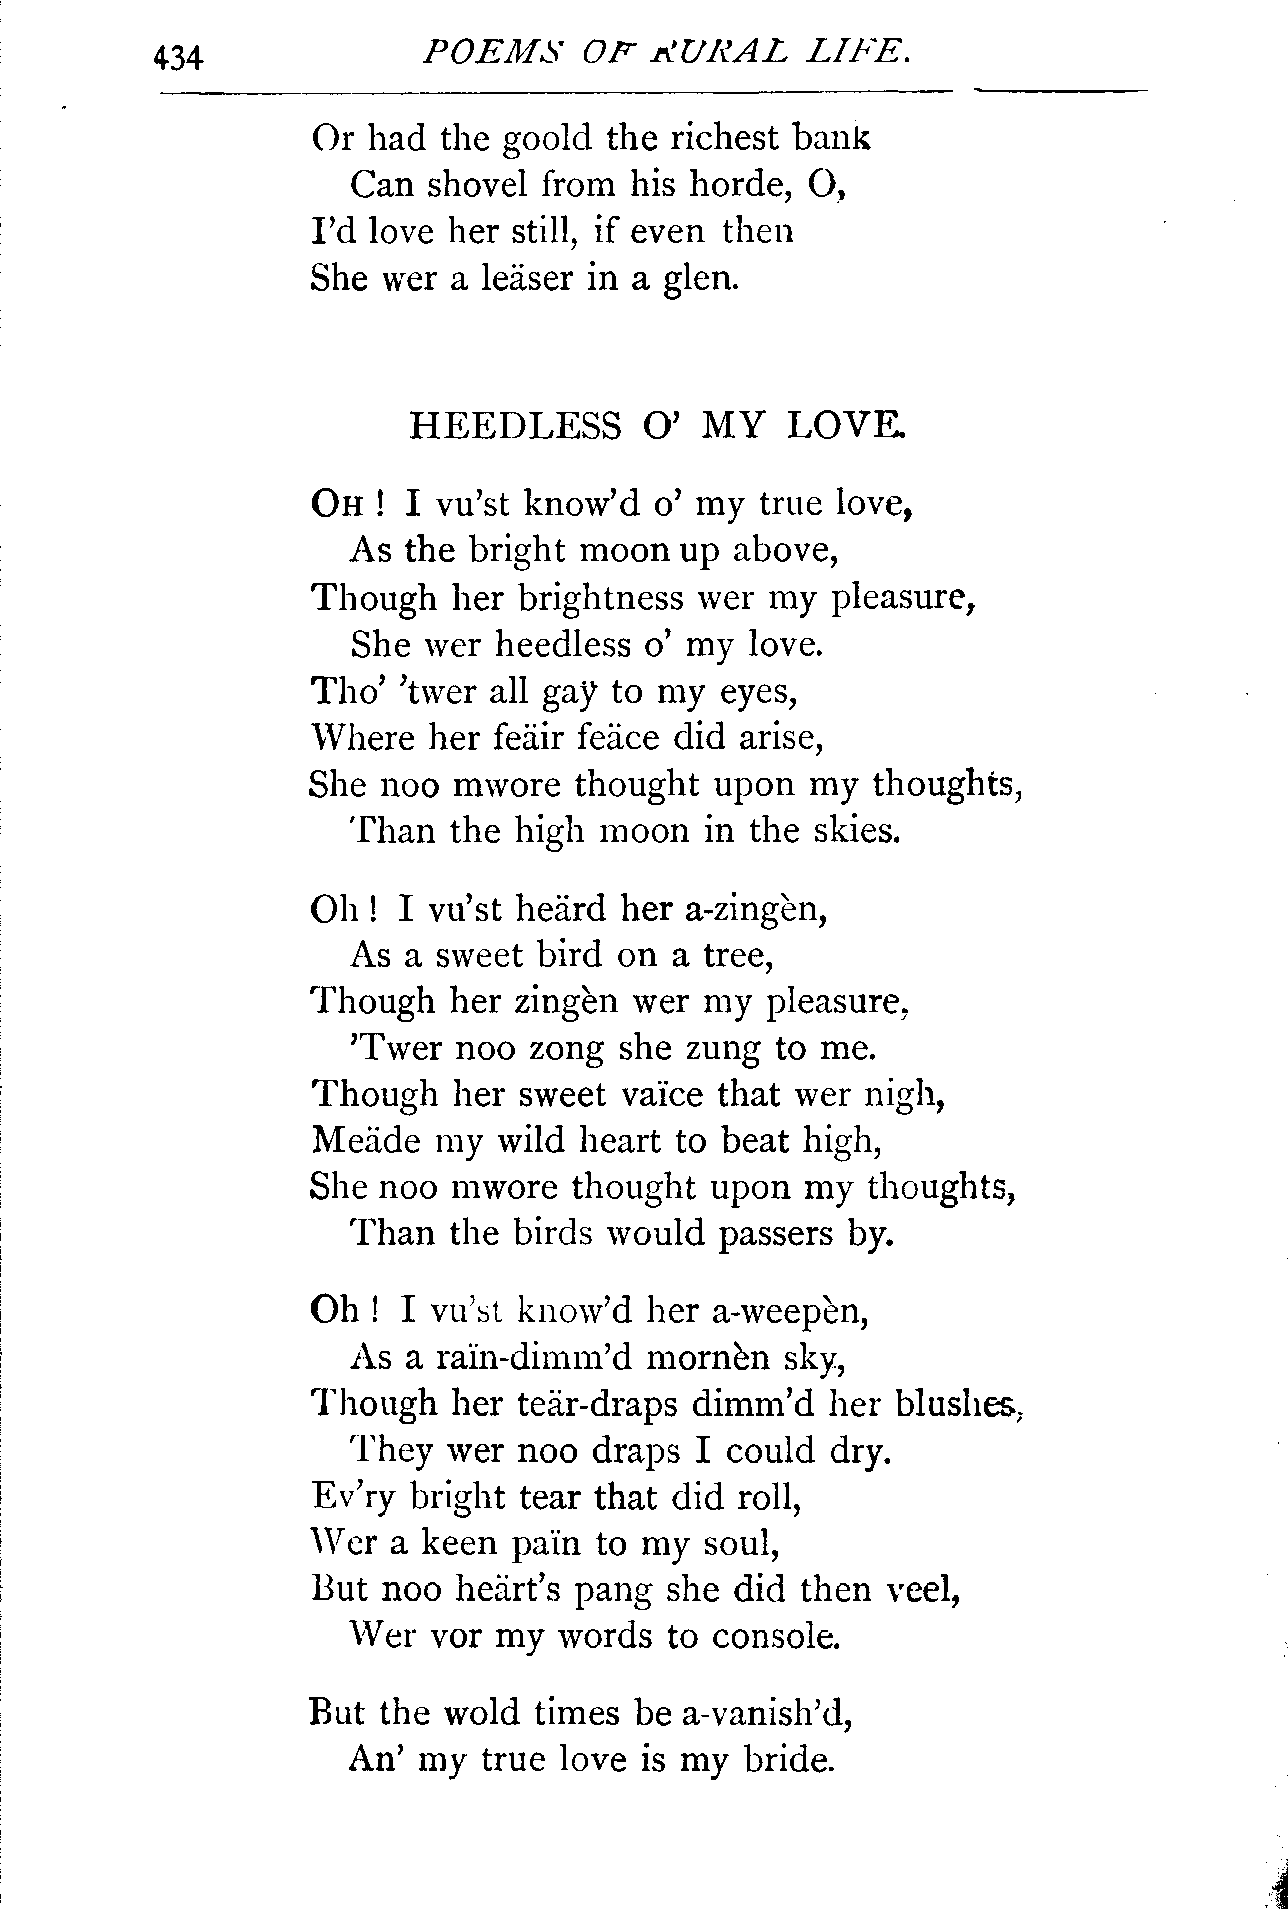 434 POEMS OF RURAL LIFE.
Or had the goold the richest bank
Can shovel from his horde, O,
I'd love her still, if even then
She wer a leäser in a glen.
HEEDLESS O' MY LOVE.
OH ! I vu'st know'd o' my true love,
As the bright moon up above,
Though her brightness wer my pleasure,
She wer heedless o' my love.
Tho' 'twer all gaÿ to my eyes,
Where her feäir feäce did arise,
She noo mwore thought upon my thoughts,
Than the high moon in the skies.
Oh ! I vu'st heärd her a-zingèn,
As a sweet bird on a tree,
Though her zingèn wer my pleasure,
'Twer noo zong she zung to me.
Though her sweet vaïce that wer nigh,
Meäde my wild heart to beat high,
She noo mwore thought upon my thoughts,
Than the birds would passers by.
Oh ! I vu'st know'd her a-weepèn,
As a raïn-dimm'd mornèn sky,
Though her teär-draps dimm'd her blushes,
They wer noo draps I could dry.
Ev'ry bright tear that did roll,
Wer a keen païn to my soul,
But noo heärt's pang she did then veel,
Wer vor my words to console.
But the wold times be a-vanish'd,
An' my true love is my bride.